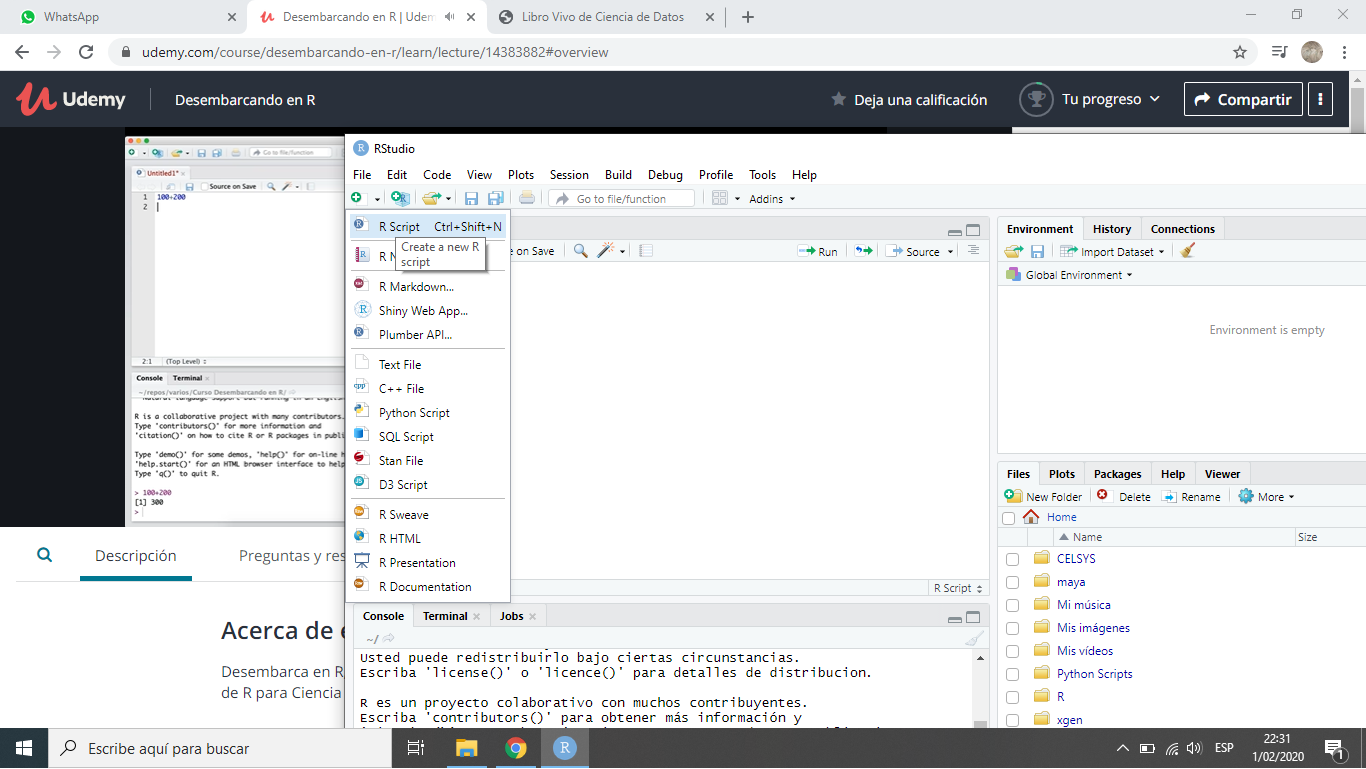 WhatsApp
Desembarcando en R | Uden
Libro Vivo de Ciencia de Datos
udemy.com/course/desembarcando-en-r/learn/lecture/14383882#overview
Udemy
Desembarcando en R
Deja una calificación
Tu progreso
Compartir
Go to file/function
Untitled1*
Source on Save
1 100+200
2
2:1 (Top Level)
Console Terminal
~/repos/varios/Curso Desembarcando en R/
R is a collaborative project with many contributors.
Type 'contributors()' for more information and
'citation()' on how to cite R or R packages in publi
Type 'demo()' for some demos, 'help()' for on-line h
'help.start()' for an HTML browser interface to help
Type 'q()' to quit R.
> 100+200
[1] 300
>
RStudio
File Edit Code View Plots Session Build Debug Profile Tools Help
Go to file/function
Addins
R Script Ctrl+Shift+N
Create a new R
script
R N
R Markdown...
Shiny Web App...
Plumber API...
Text File
C++ File
Python Script
SQL Script
Stan File
D3 Script
R Sweave
R HTML
R Presentation
R Documentation
e on Save
Run
Source
R Script
Console Terminal Jobs
~/
Usted puede redistribuirlo bajo ciertas circunstancias.
Escriba 'license()' o 'licence()' para detalles de distribucion.
R es un proyecto colaborativo con muchos contribuyentes.
Escriba 'contributors()' para obtener más información y
Environment History Connections
Import Dataset
Global Environment
Environment is empty
Files Plots Packages Help Viewer
New Folder Delete Rename More
Home
Name Size
CELSYS
maya
Mi música
Mis imágenes
Mis vídeos
Python Scripts
R
xgen
Descripción
Preguntas y res
Acerca de e
Desembarca en R,
de R para Ciencia
Escribe aquí para buscar
ESP
22:31
1/02/2020
1